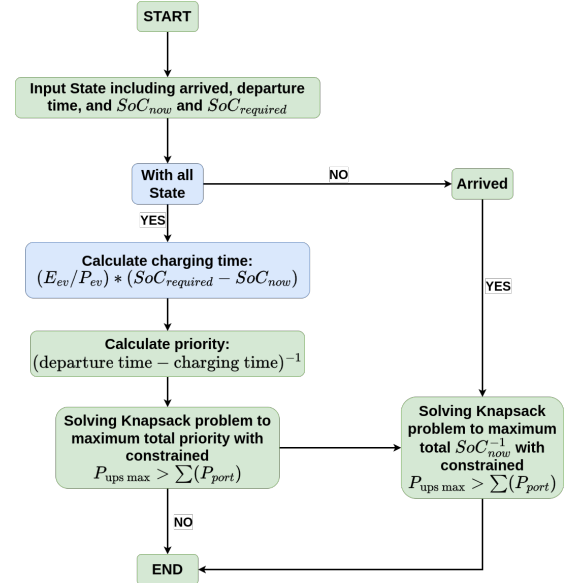 START
Input State including arrived, departure
time, and SoC_now and SoC_required
With all
State
NO
Arrived
YES
Calculate charging time:
(E_ev/P_ev) * (SoC_required − SoC_now)
YES
Calculate priority:
(departure time − charging time)^−1
Solving Knapsack problem to
maximum total priority with
constrained
P_ups max > ∑(P_port)
Solving Knapsack
problem to maximum
total SoC_now^−1 with
constrained
P_ups max > ∑(P_port)
NO
END